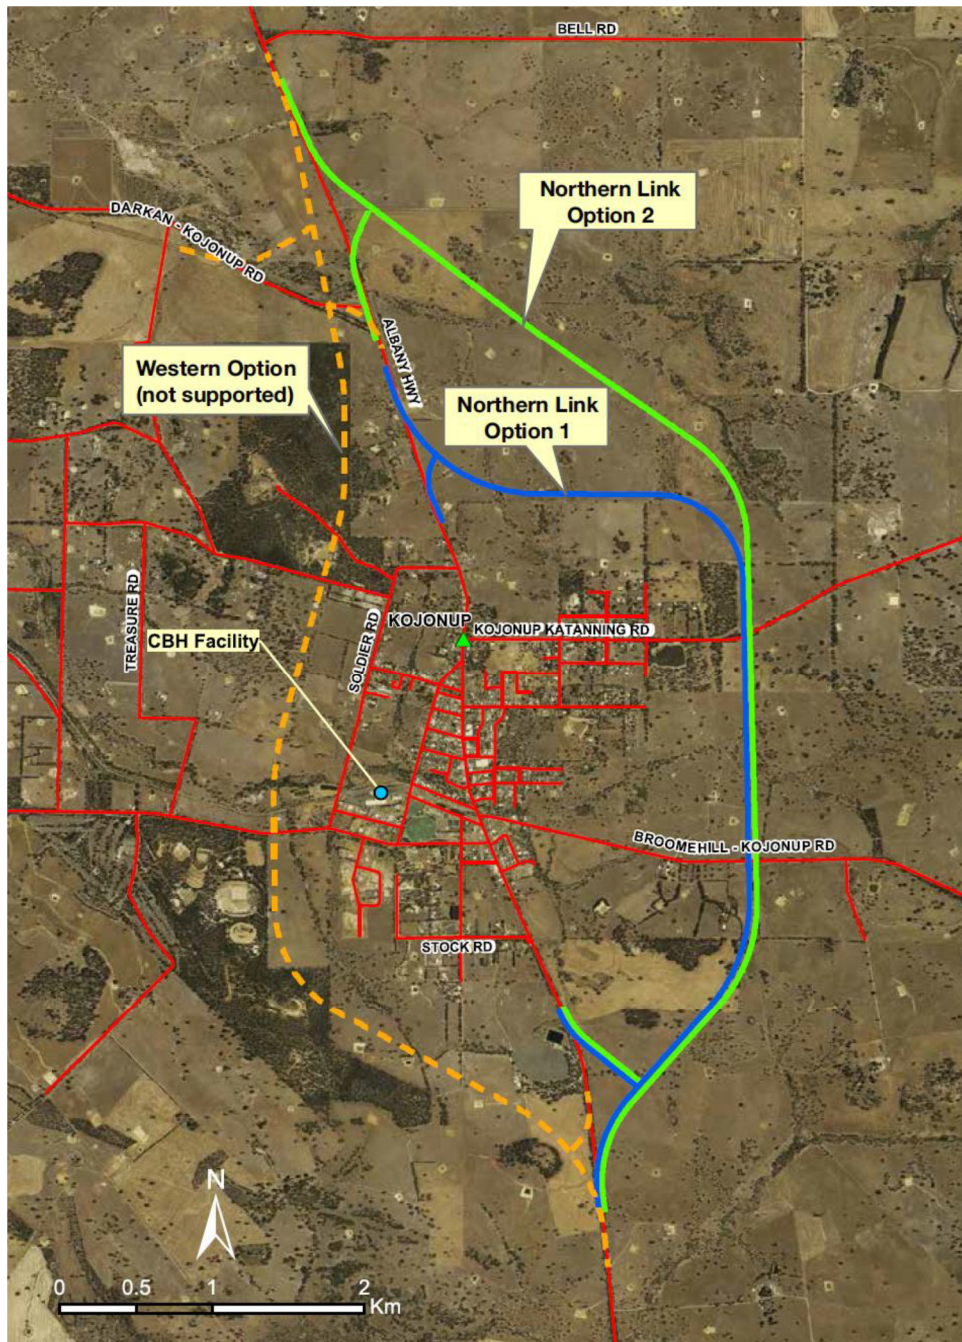 BELL RD
Northern Link
Option 2
DARKAN - KOJONUP RD
ALBANY HWY
Western Option
(not supported)
Northern Link
Option 1
TREASURE RD
SOLDIER RD
KOJONUP
KOJONUP KATANNING RD
CBH Facility
BROOMEHILL - KOJONUP RD
STOCK RD
N
0 0.5 1 2
Km